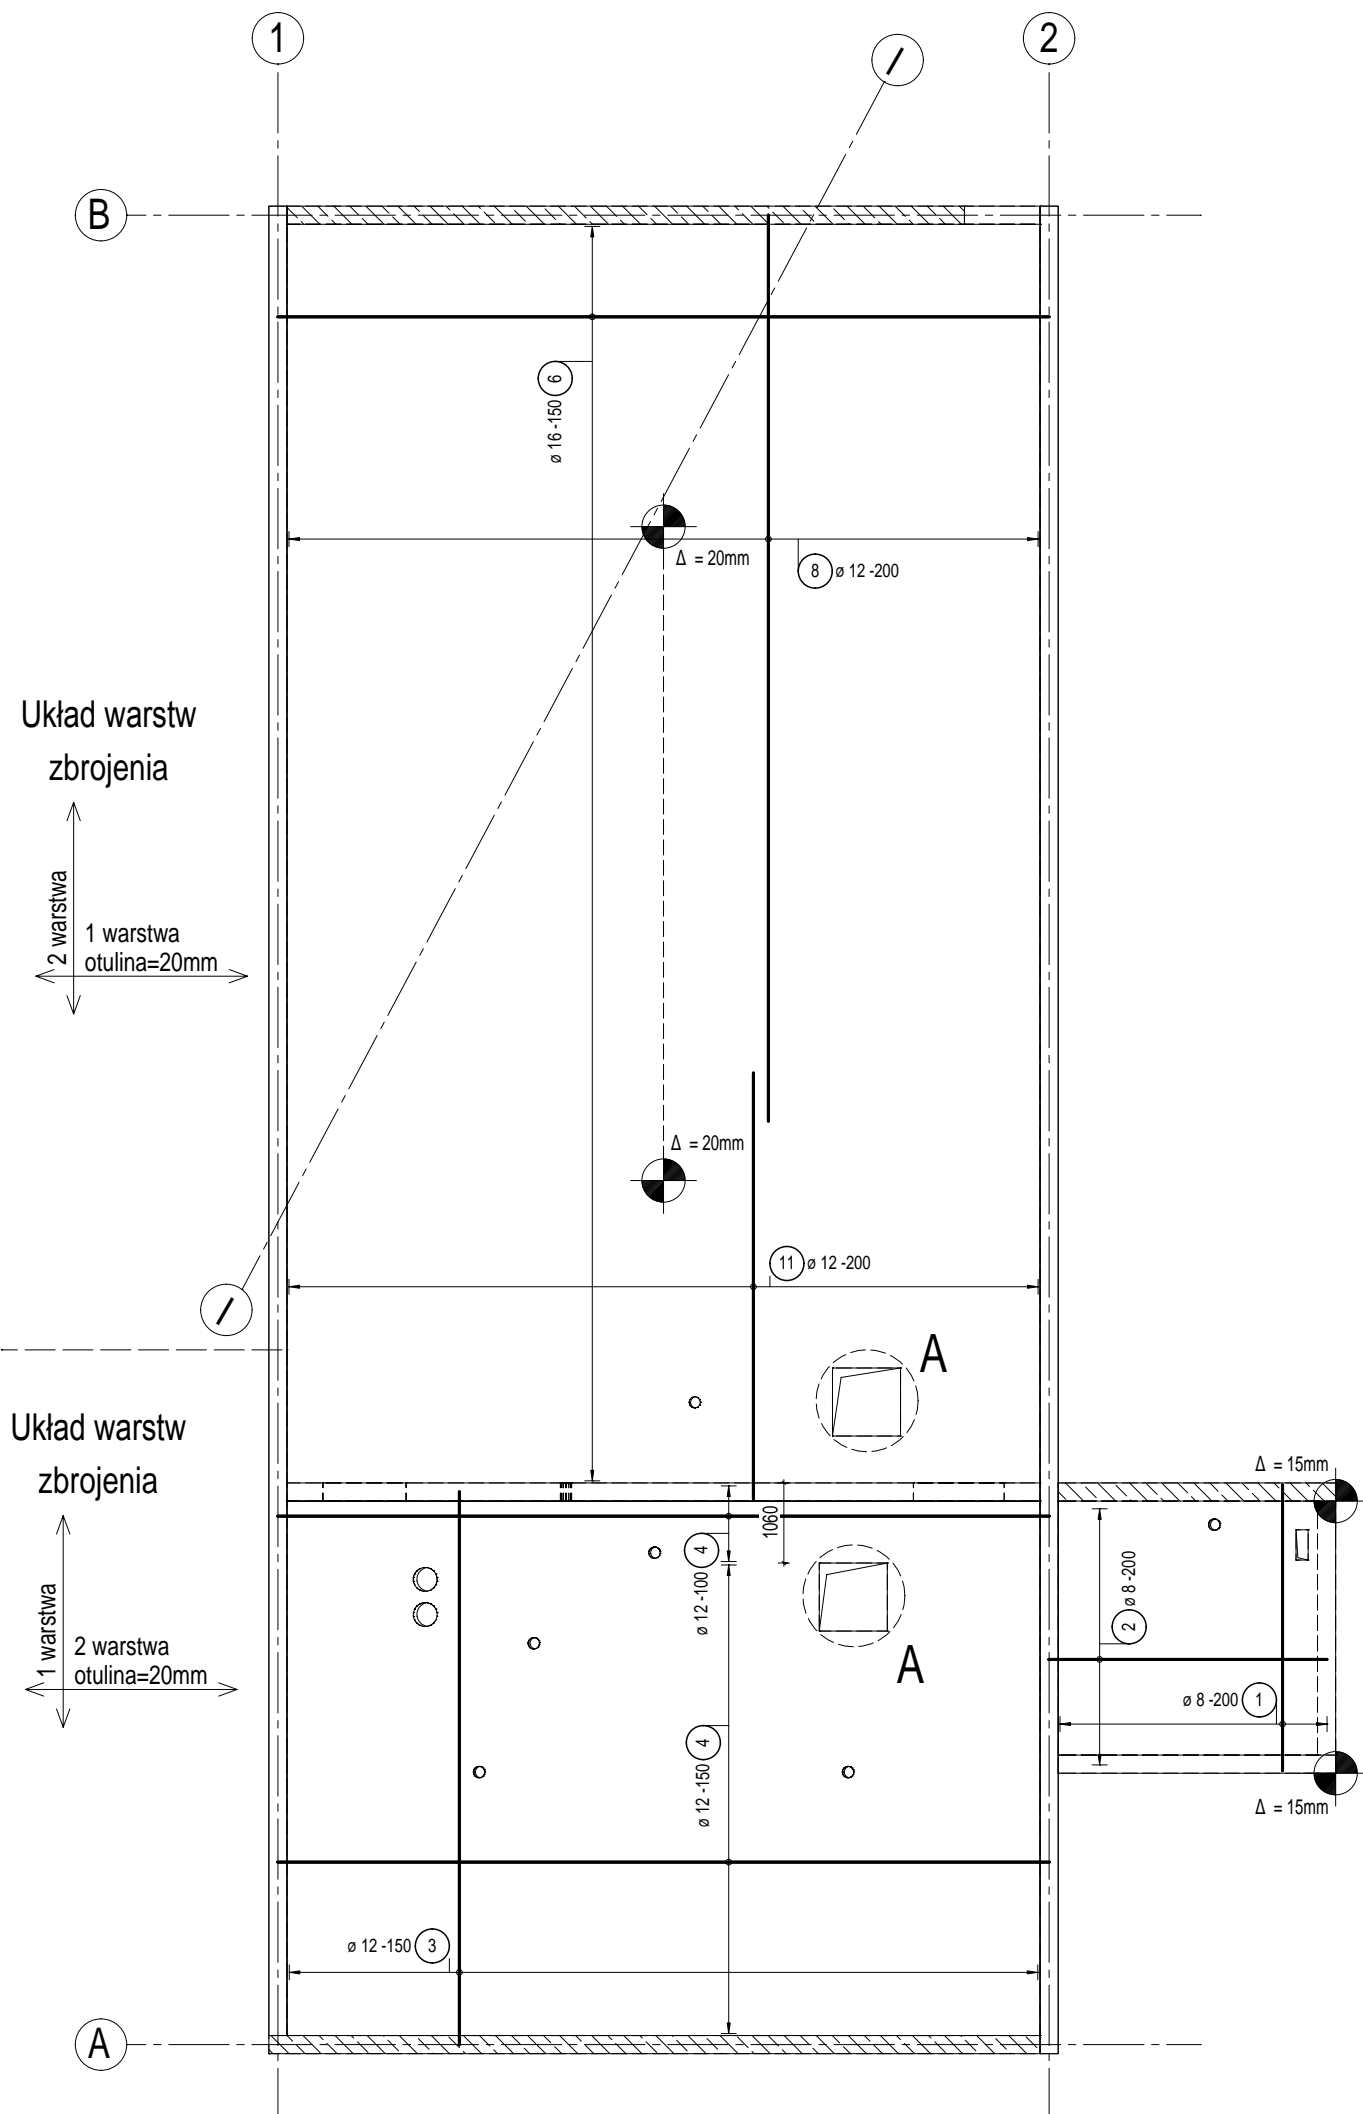 1
2
/
B
6
ø 16 -150
Δ = 20mm
8 ø 12 -200
Układ warstw
zbrojenia
2 warstwa
1 warstwa
otulina=20mm
Δ = 20mm
11 ø 12 -200
/
A
Układ warstw
zbrojenia
Δ = 15mm
1060
4
ø 12 -100
2 ø 8 -200
1 warstwa
2 warstwa
otulina=20mm
A
ø 8 -200 1
4
ø 12 -150
Δ = 15mm
ø 12 -150 3
A